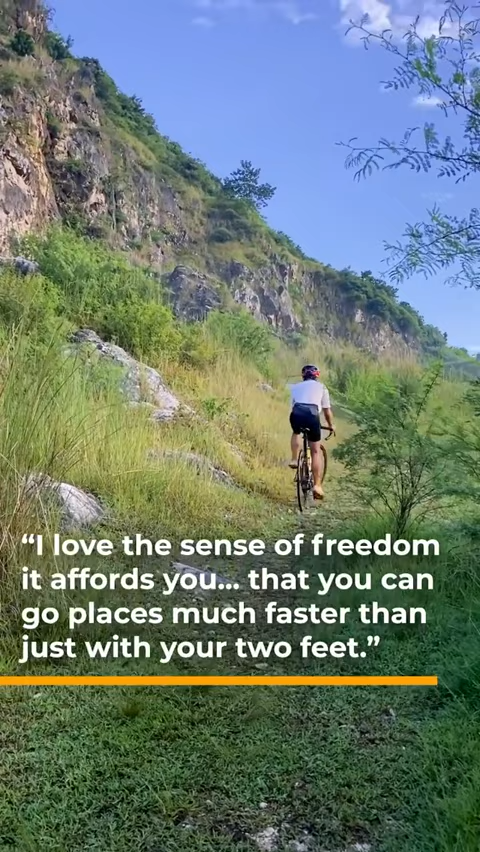 “I love the sense of freedom
it affords you... that you can
go places much faster than
just with your two feet.”